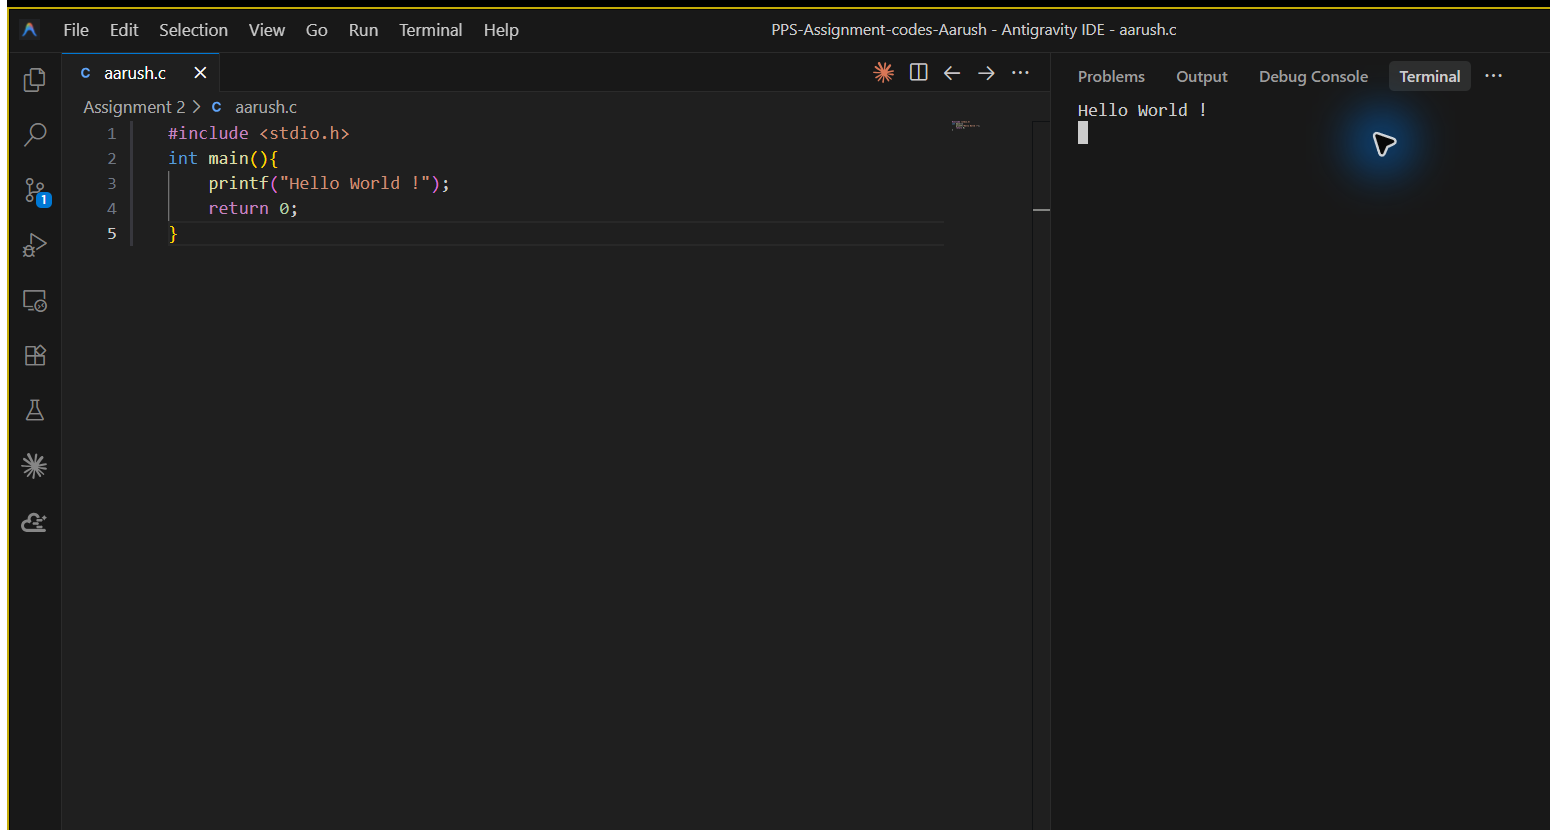 File Edit Selection View Go Run Terminal Help
PPS-Assignment-codes-Aarush - Antigravity IDE - aarush.c
C aarush.c
Assignment 2 > C aarush.c
1 #include <stdio.h>
2 int main(){
3 printf("Hello World !");
4 return 0;
5 }
1
Problems Output Debug Console Terminal ···
Hello World !